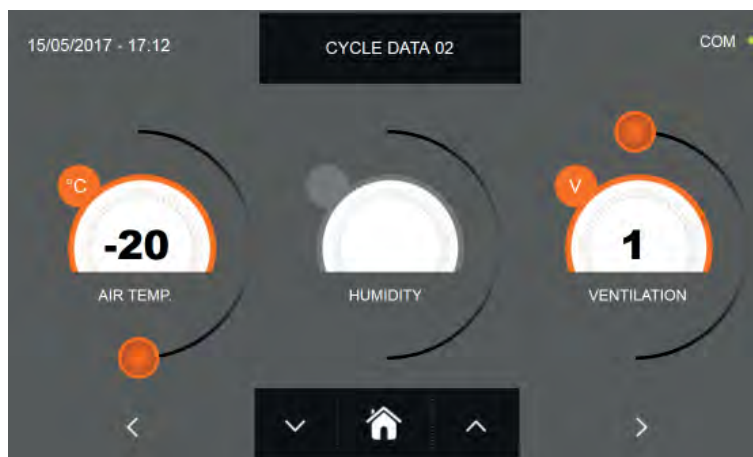 15/05/2017 - 17:12
CYCLE DATA 02
COM
°C
V
-20
1
AIR TEMP.
HUMIDITY
VENTILATION